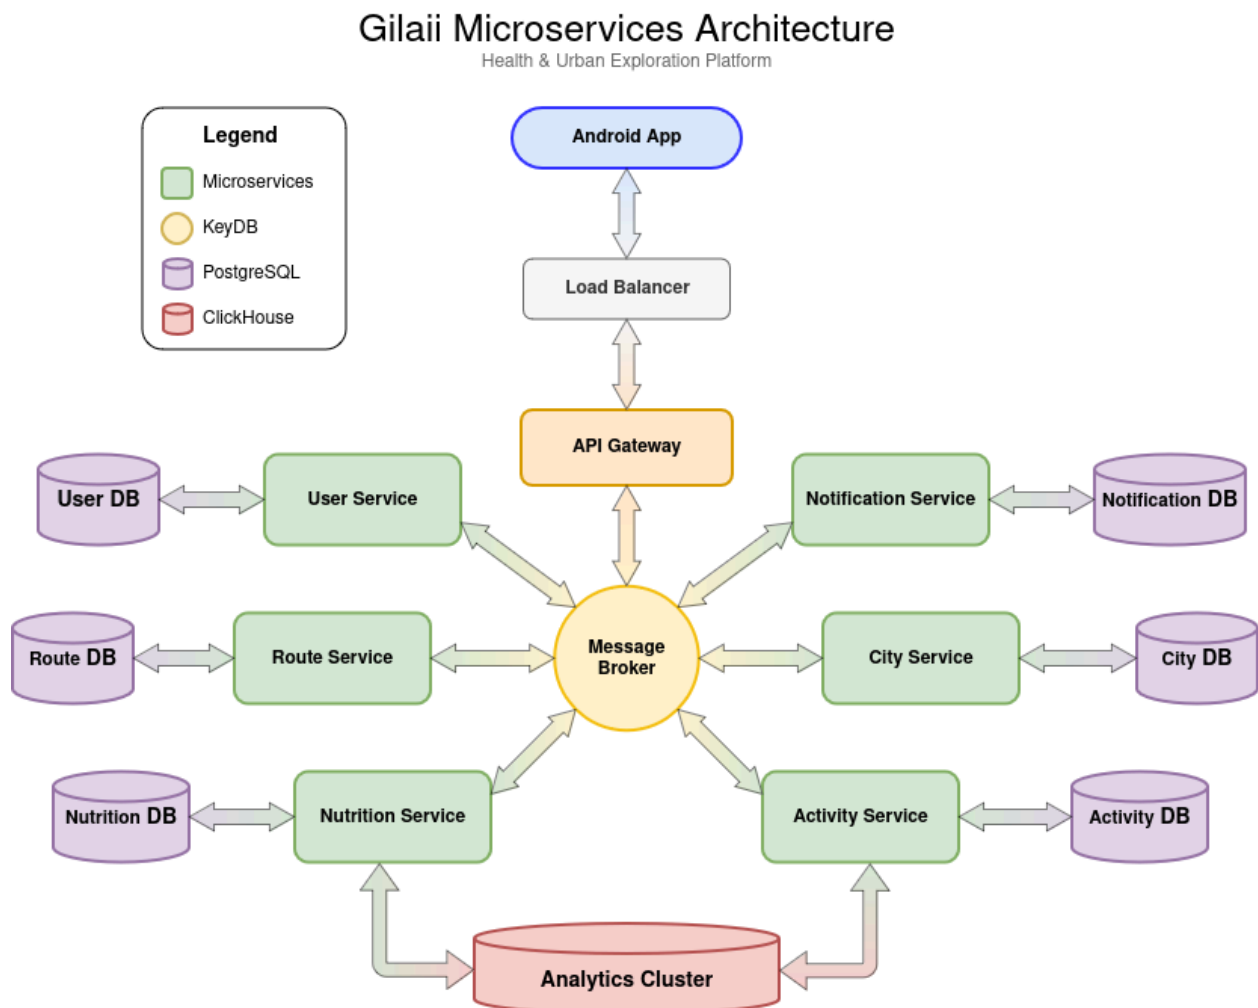 Gilaii Microservices Architecture
Health & Urban Exploration Platform
Legend
Microservices
KeyDB
PostgreSQL
ClickHouse
Android App
Load Balancer
API Gateway
User DB
User Service
Notification Service
Notification DB
Route DB
Route Service
Message
Broker
City Service
City DB
Nutrition DB
Nutrition Service
Activity Service
Activity DB
Analytics Cluster